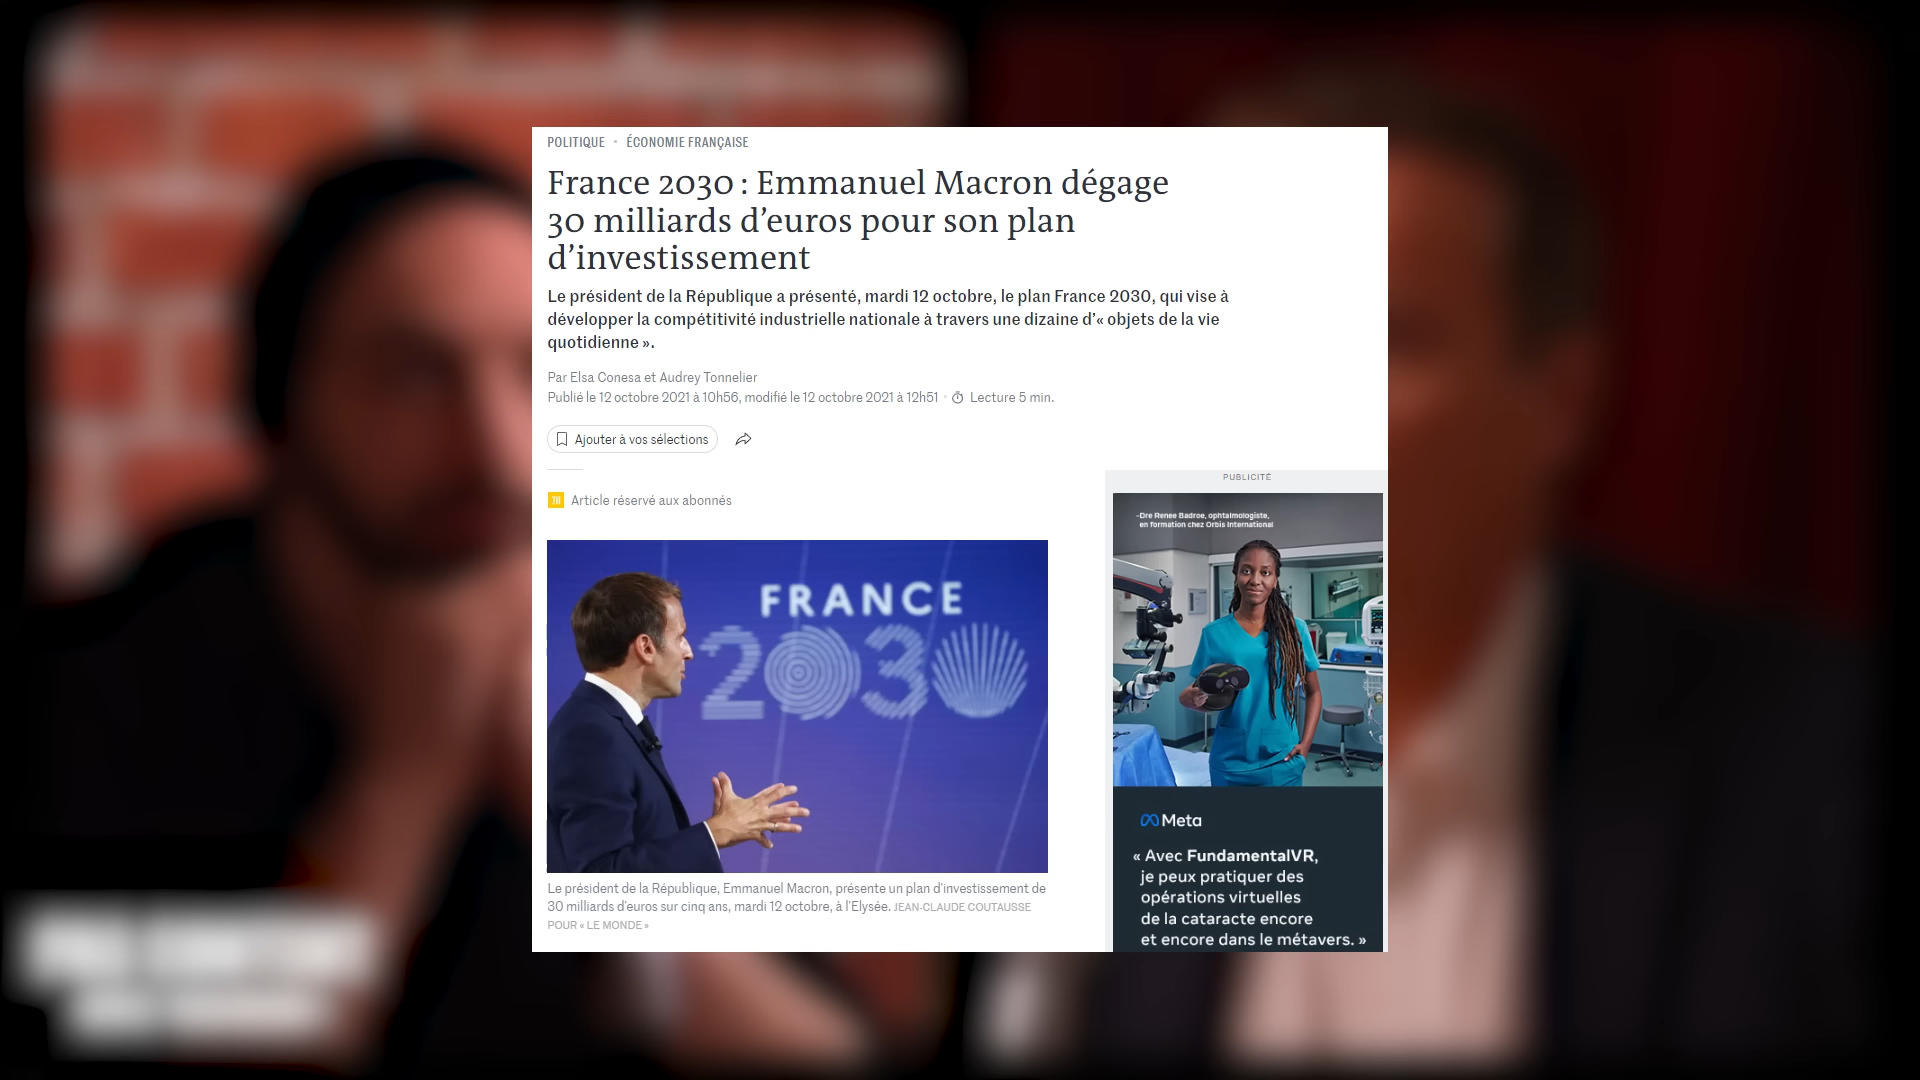 POLITIQUE • ÉCONOMIE FRANÇAISE
France 2030 : Emmanuel Macron dégage
30 milliards d’euros pour son plan
d’investissement
Le président de la République a présenté, mardi 12 octobre, le plan France 2030, qui vise à
développer la compétitivité industrielle nationale à travers une dizaine d’« objets de la vie
quotidienne ».
Par Elsa Conesa et Audrey Tonnelier
Publié le 12 octobre 2021 à 10h56, modifié le 12 octobre 2021 à 12h51 • Lecture 5 min.
Ajouter à vos sélections
Article réservé aux abonnés
FRANCE
2030
Le président de la République, Emmanuel Macron, présente un plan d’investissement de
30 milliards d’euros sur cinq ans, mardi 12 octobre, à l’Elysée. JEAN-CLAUDE COUTAUSSE
POUR « LE MONDE »
PUBLICITÉ
-Dre Renee Badroe, ophtalmologiste,
en formation chez Orbis International
Meta
« Avec FundamentalVR,
je peux pratiquer des
opérations virtuelles
de la cataracte encore
et encore dans le métavers. »